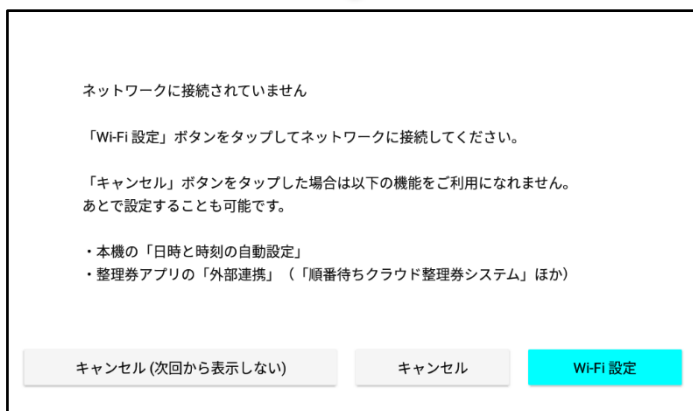 ネットワークに接続されていません
「Wi-Fi 設定」ボタンをタップしてネットワークに接続してください。
「キャンセル」ボタンをタップした場合は以下の機能をご利用になれません。
あとで設定することも可能です。
・本機の「日時と時刻の自動設定」
・整理券アプリの「外部連携」（「順番待ちクラウド整理券システム」ほか）
キャンセル (次回から表示しない)
キャンセル
Wi-Fi 設定